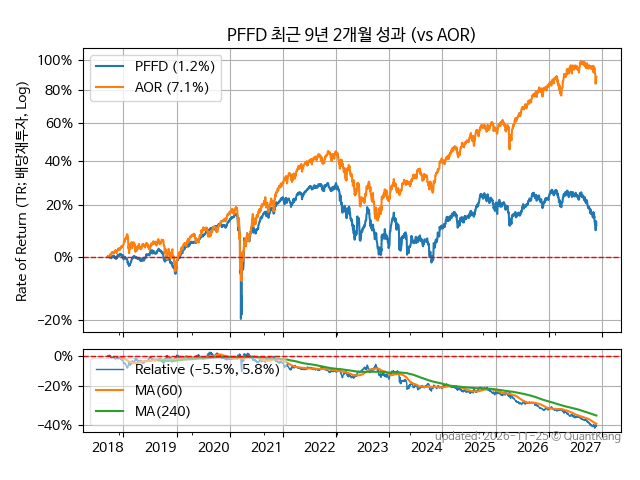 PFFD 최근 9년 2개월 성과 (vs AOR)
Rate of Return (TR: 배당재투자, Log)
100%
80%
60%
40%
20%
0%
−20%
PFFD (1.2%)
AOR (7.1%)
0%
−20%
−40%
Relative (−5.5%, 5.8%)
MA(60)
MA(240)
2018 2019 2020 2021 2022 2023 2024 2025 2026 2027
updated: 2026-11-25 © QuantKang